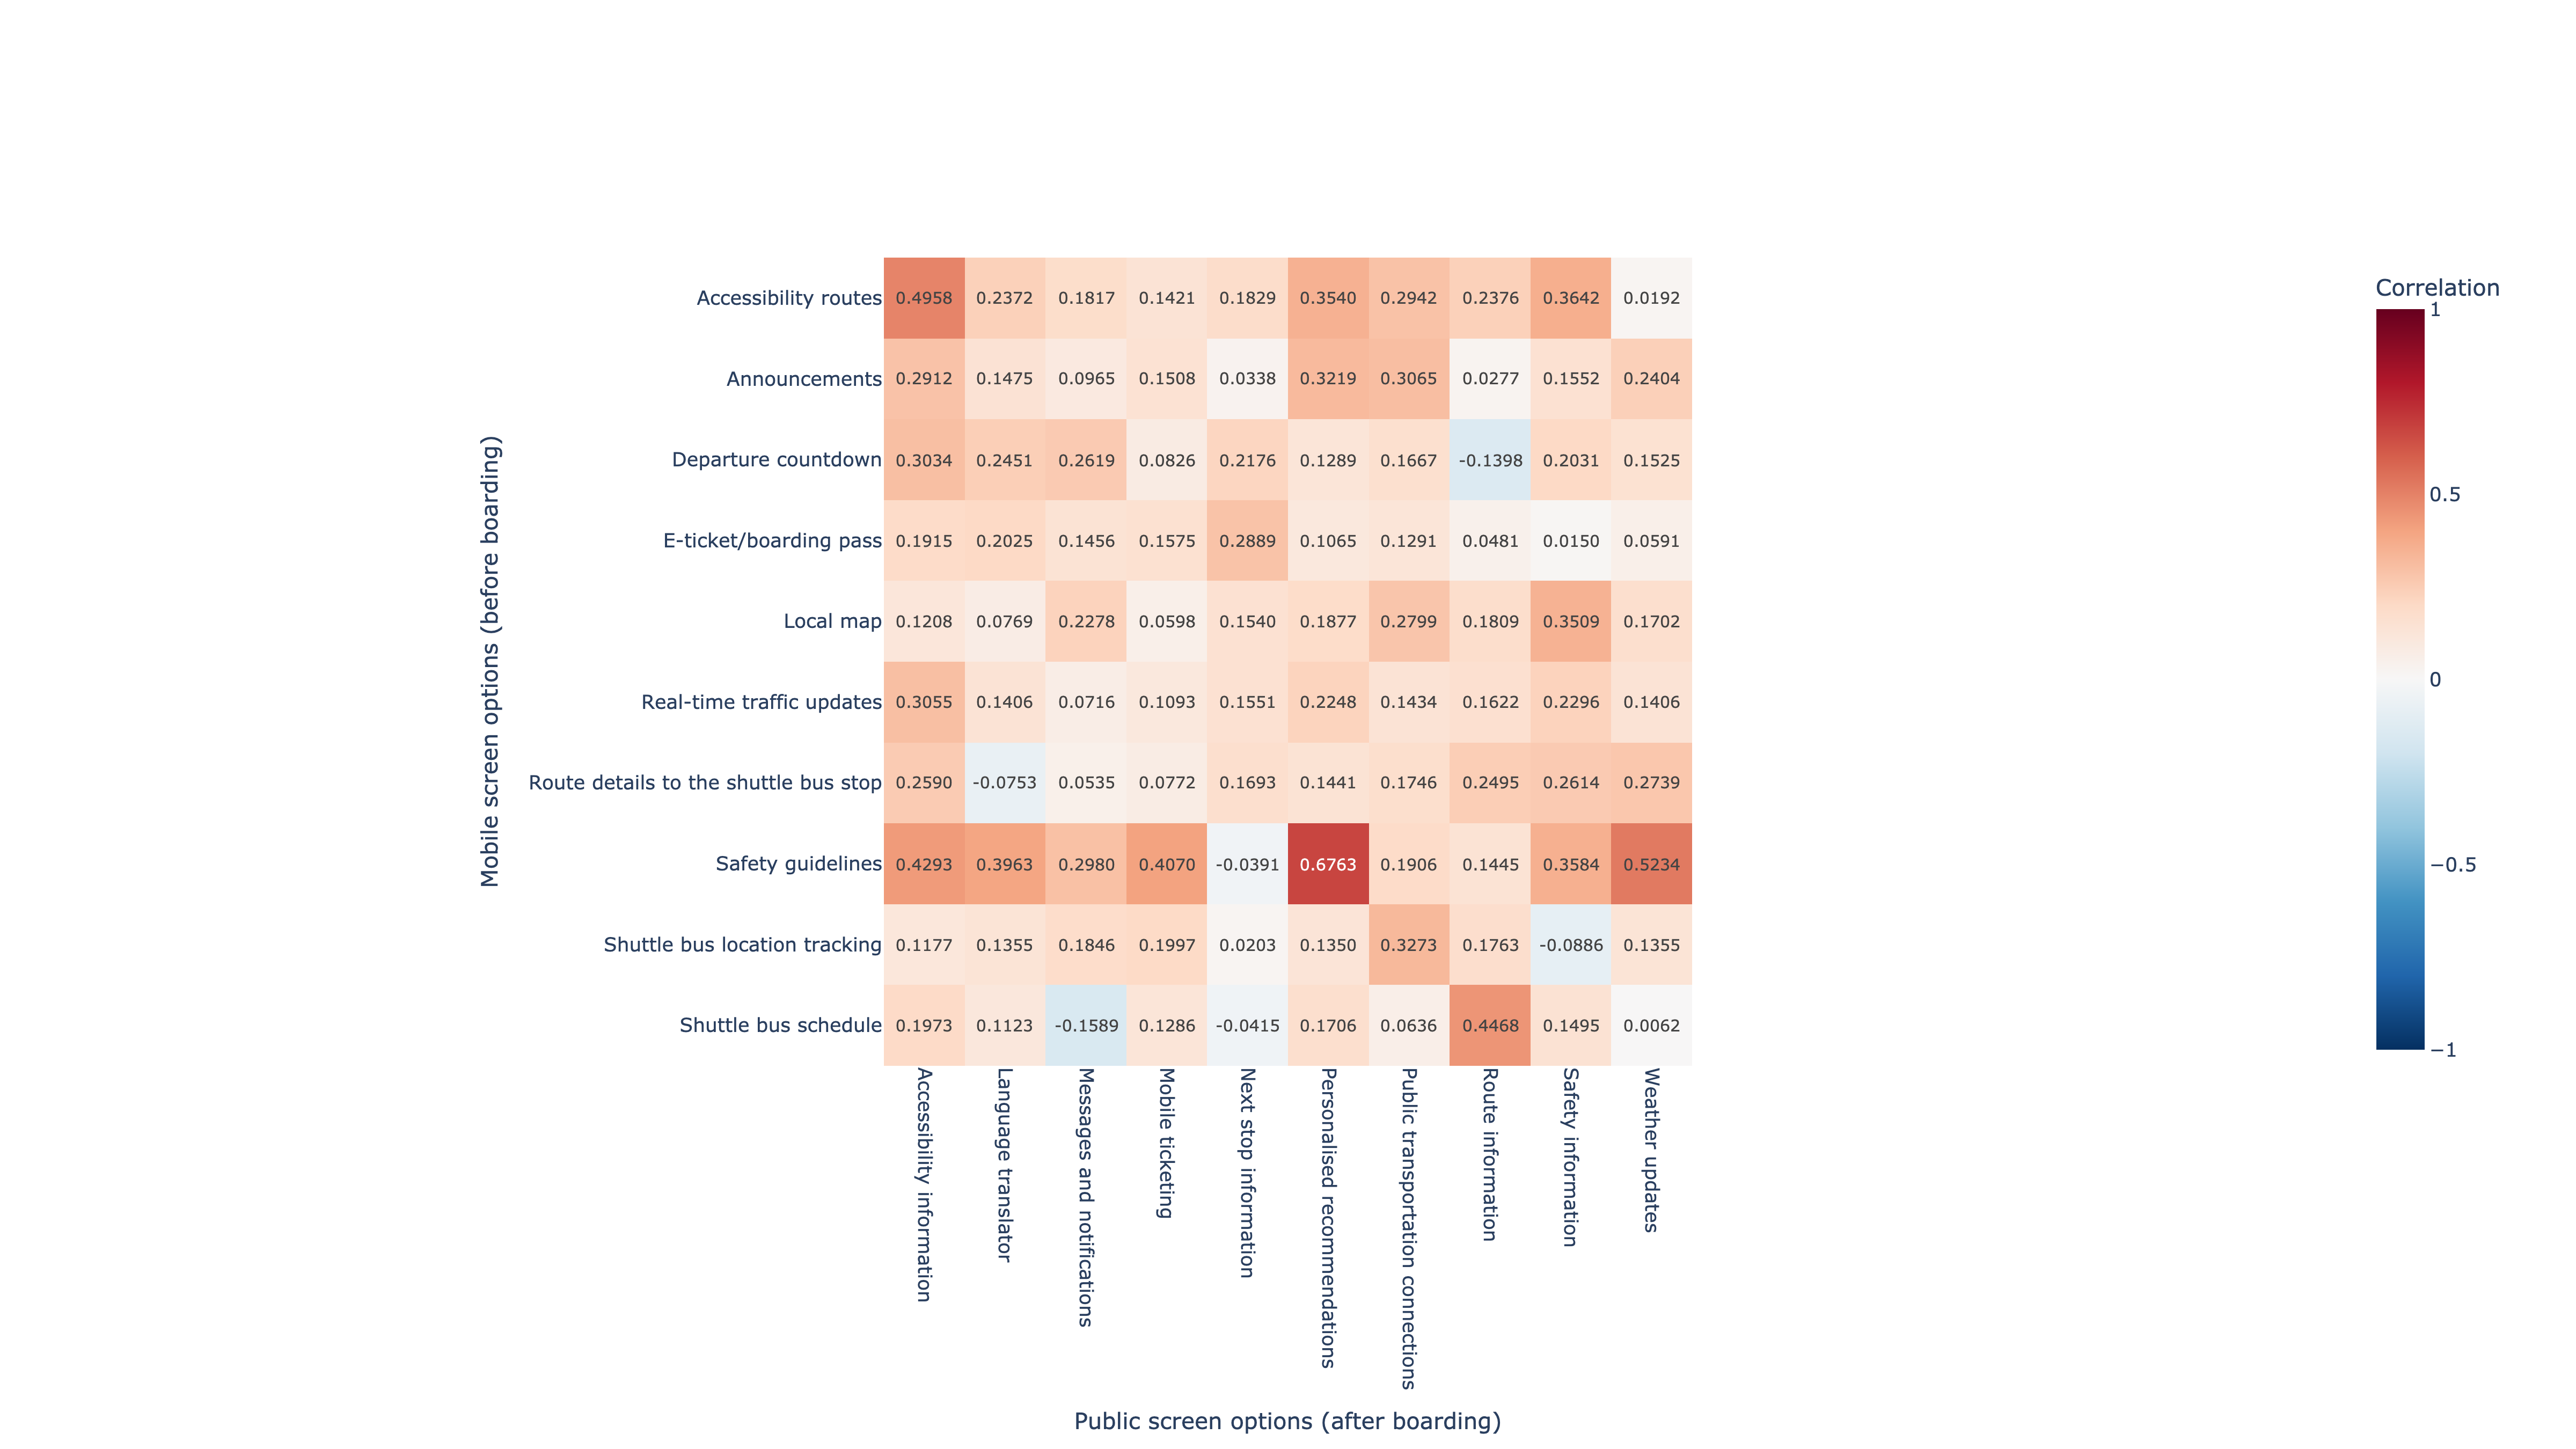 Correlation
1
0.5
0
−0.5
−1
Mobile screen options (before boarding)
Accessibility routes 0.4958 0.2372 0.1817 0.1421 0.1829 0.3540 0.2942 0.2376 0.3642 0.0192
Announcements 0.2912 0.1475 0.0965 0.1508 0.0338 0.3219 0.3065 0.0277 0.1552 0.2404
Departure countdown 0.3034 0.2451 0.2619 0.0826 0.2176 0.1289 0.1667 -0.1398 0.2031 0.1525
E-ticket/boarding pass 0.1915 0.2025 0.1456 0.1575 0.2889 0.1065 0.1291 0.0481 0.0150 0.0591
Local map 0.1208 0.0769 0.2278 0.0598 0.1540 0.1877 0.2799 0.1809 0.3509 0.1702
Real-time traffic updates 0.3055 0.1406 0.0716 0.1093 0.1551 0.2248 0.1434 0.1622 0.2296 0.1406
Route details to the shuttle bus stop 0.2590 -0.0753 0.0535 0.0772 0.1693 0.1441 0.1746 0.2495 0.2614 0.2739
Safety guidelines 0.4293 0.3963 0.2980 0.4070 -0.0391 0.6763 0.1906 0.1445 0.3584 0.5234
Shuttle bus location tracking 0.1177 0.1355 0.1846 0.1997 0.0203 0.1350 0.3273 0.1763 -0.0886 0.1355
Shuttle bus schedule 0.1973 0.1123 -0.1589 0.1286 -0.0415 0.1706 0.0636 0.4468 0.1495 0.0062
Accessibility information
Language translator
Messages and notifications
Mobile ticketing
Next stop information
Personalised recommendations
Public transportation connections
Route information
Safety information
Weather updates
Public screen options (after boarding)